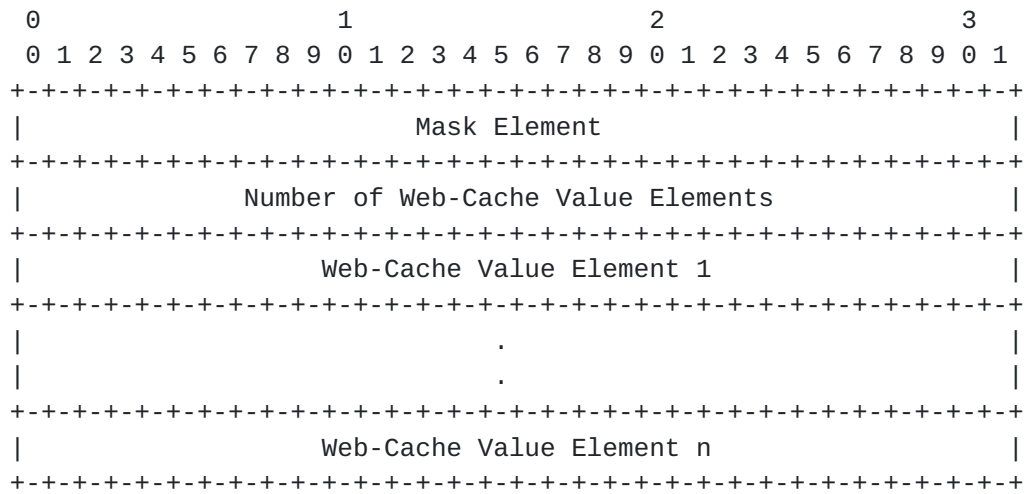 0                   1                   2                   3
 0 1 2 3 4 5 6 7 8 9 0 1 2 3 4 5 6 7 8 9 0 1 2 3 4 5 6 7 8 9 0 1
+-+-+-+-+-+-+-+-+-+-+-+-+-+-+-+-+-+-+-+-+-+-+-+-+-+-+-+-+-+-+-+-+
|                         Mask Element                          |
+-+-+-+-+-+-+-+-+-+-+-+-+-+-+-+-+-+-+-+-+-+-+-+-+-+-+-+-+-+-+-+-+
|              Number of Web-Cache Value Elements               |
+-+-+-+-+-+-+-+-+-+-+-+-+-+-+-+-+-+-+-+-+-+-+-+-+-+-+-+-+-+-+-+-+
|                   Web-Cache Value Element 1                   |
+-+-+-+-+-+-+-+-+-+-+-+-+-+-+-+-+-+-+-+-+-+-+-+-+-+-+-+-+-+-+-+-+
|                              .                                |
|                              .                                |
+-+-+-+-+-+-+-+-+-+-+-+-+-+-+-+-+-+-+-+-+-+-+-+-+-+-+-+-+-+-+-+-+
|                   Web-Cache Value Element n                   |
+-+-+-+-+-+-+-+-+-+-+-+-+-+-+-+-+-+-+-+-+-+-+-+-+-+-+-+-+-+-+-+-+